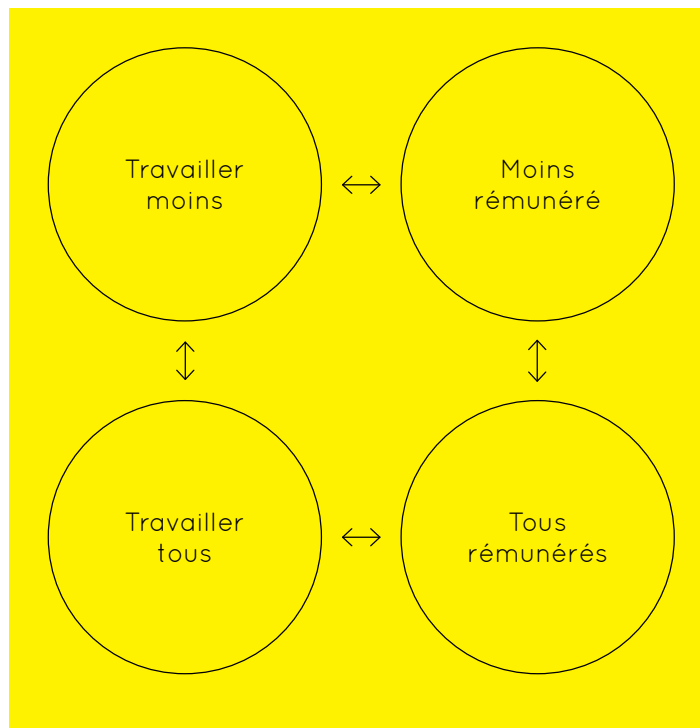 Travailler
moins
Moins
rémunéré
Travailler
tous
Tous
rémunérés